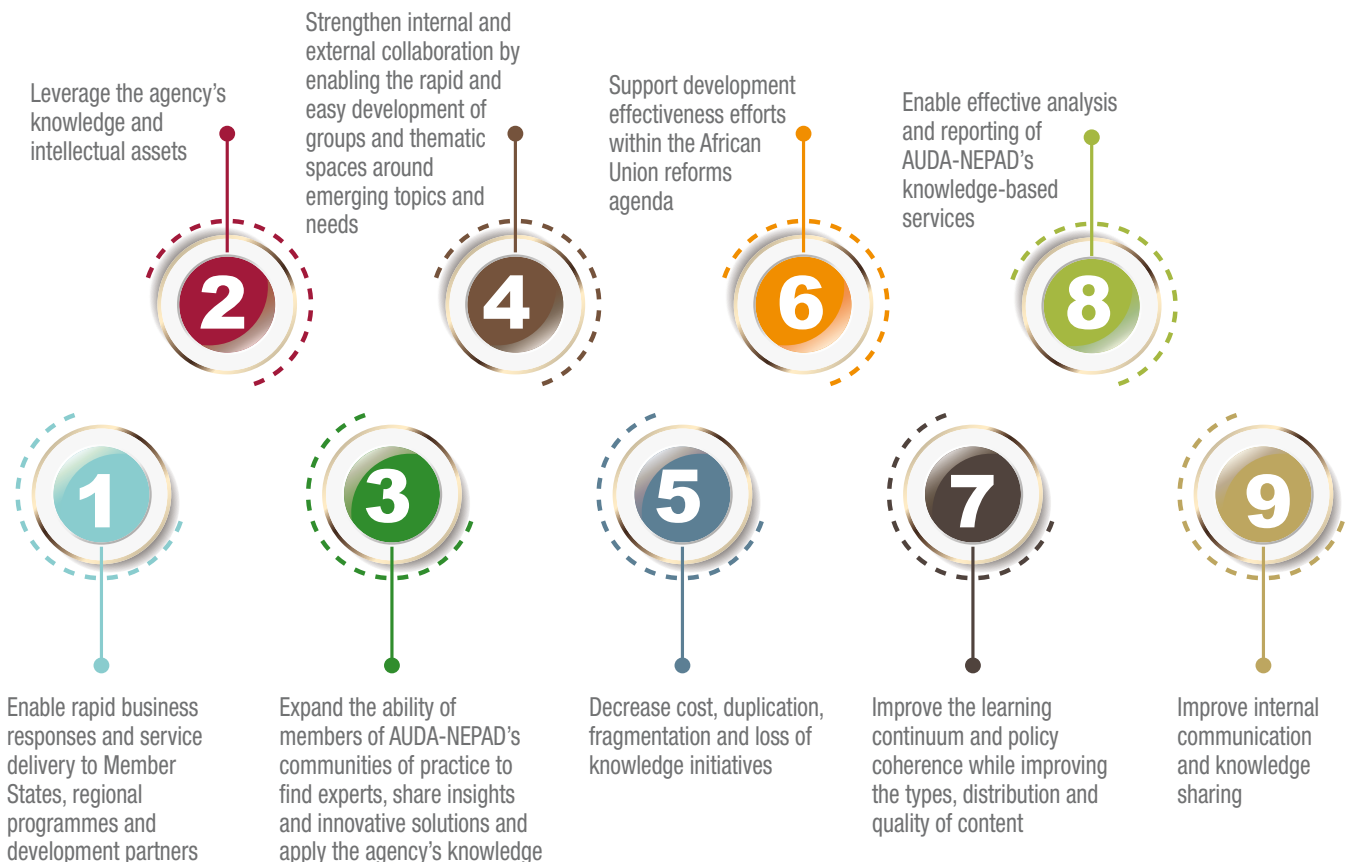 Leverage the agency’s
knowledge and
intellectual assets
Strengthen internal and
external collaboration by
enabling the rapid and
easy development of
groups and thematic
spaces around
emerging topics and
needs
Support development
effectiveness efforts
within the African
Union reforms
agenda
Enable effective analysis
and reporting of
AUDA-NEPAD’s
knowledge-based
services
2
4
6
8
1
3
5
7
9
Enable rapid business
responses and service
delivery to Member
States, regional
programmes and
development partners
Expand the ability of
members of AUDA-NEPAD’s
communities of practice to
find experts, share insights
and innovative solutions and
apply the agency’s knowledge
Decrease cost, duplication,
fragmentation and loss of
knowledge initiatives
Improve the learning
continuum and policy
coherence while improving
the types, distribution and
quality of content
Improve internal
communication
and knowledge
sharing